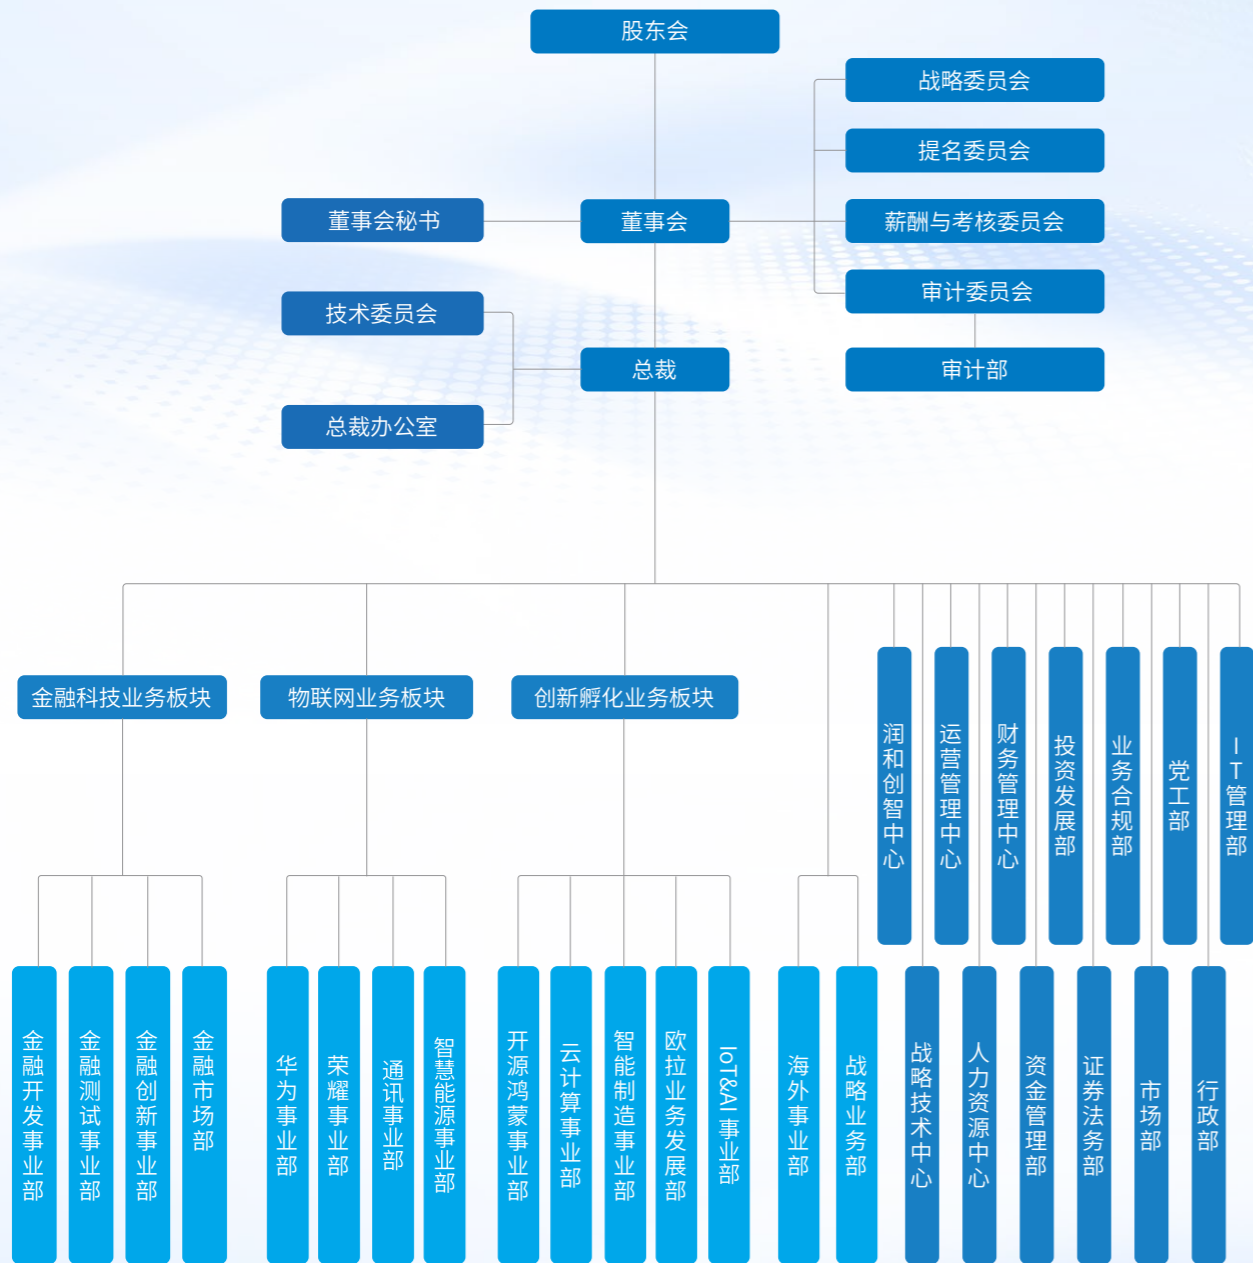 股东会
战略委员会
提名委员会
董事会秘书
董事会
薪酬与考核委员会
审计委员会
技术委员会
总裁
审计部
总裁办公室
金融科技业务板块
物联网业务板块
创新孵化业务板块
润和创智中心
运营管理中心
财务管理中心
投资发展部
业务合规部
党工部
IT管理部
金融开发事业部
金融测试事业部
金融创新事业部
金融市场部
华为事业部
荣耀事业部
通讯事业部
智慧能源事业部
开源鸿蒙事业部
云计算事业部
智能制造事业部
欧拉业务发展部
IoT&AI 事业部
海外事业部
战略业务部
战略技术中心
人力资源中心
资金管理部
证券法务部
市场部
行政部